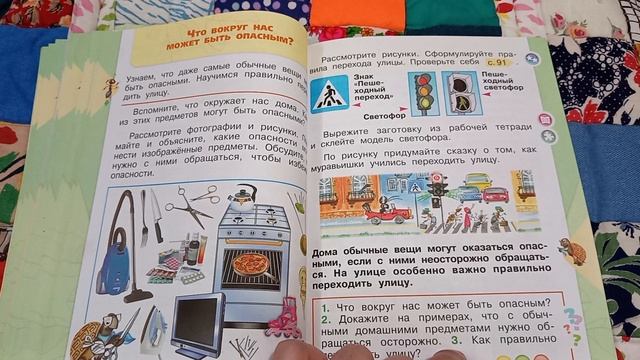 Что вокруг нас
может быть опасным?
Узнаем, что даже самые обычные вещи
быть опасными. Научимся правильно
дить улицу.
Вспомните, что окружает нас дома.
из этих предметов могут быть опасными?
Рассмотрите фотографии и рисунки.
майте и объясните, какие опасности
нести изображённые предметы. Обсудите,
нужно с ними обращаться, чтобы
опасности.
Рассмотрите рисунки. Сформулируйте пра-
вила перехода улицы. Проверьте себя с. 91
Знак
«Пеше-
ходный
переход»
Светофор
Пеше-
ходный
светофор
Вырежите заготовку из рабочей тетради
и склейте модель светофора.
По рисунку придумайте сказку о том, как
муравьишки учились переходить улицу.
Дома обычные вещи могут оказаться опас-
ными, если с ними неосторожно обращать-
ся. На улице особенно важно правильно
переходить улицу.
1. Что вокруг нас может быть опасным?
2. Докажите на примерах, что с обыч-
ными домашними предметами нужно об-
ращаться осторожно. 3. Как правильно
улицу?